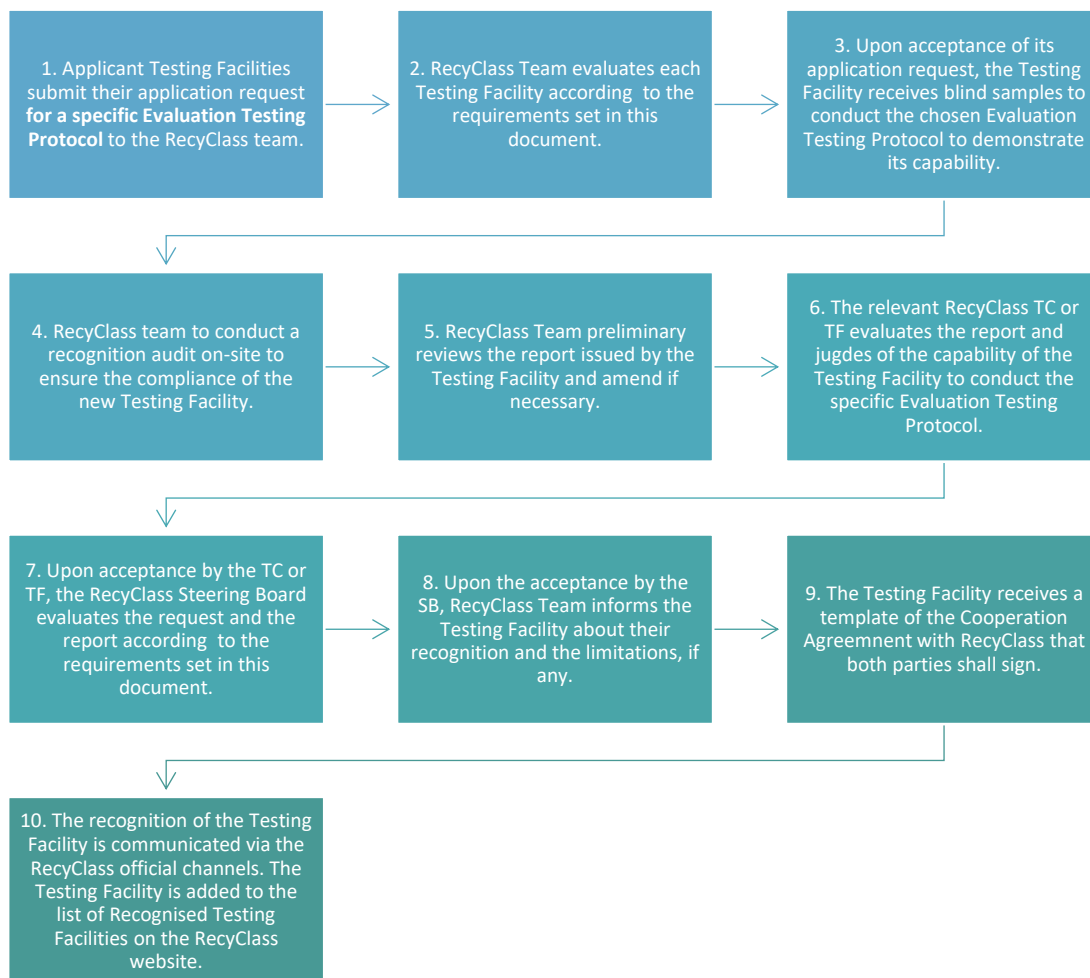 1. Applicant Testing Facilities
submit their application request
for a specific Evaluation Testing
Protocol to the RecyClass team.
2. RecyClass Team evaluates each
Testing Facility according  to the
requirements set in this
document.
3. Upon acceptance of its
application request, the Testing
Facility receives blind samples to
conduct the chosen Evaluation
Testing Protocol to demonstrate
its capability.
4. RecyClass team to conduct a
recognition audit on-site to
ensure the compliance of the
new Testing Facility.
5. RecyClass Team preliminary
reviews the report issued by the
Testing Facility and amend if
necessary.
6. The relevant RecyClass TC or
TF evaluates the report and
jugdes of the capability of the
Testing Facility to conduct the
specific Evaluation Testing
Protocol.
7. Upon acceptance by the TC or
TF, the RecyClass Steering Board
evaluates the request and the
report according  to the
requirements set in this
document.
8. Upon the acceptance by the
SB, RecyClass Team informs the
Testing Facility about their
recognition and the limitations, if
any.
9. The Testing Facility receives a
template of the Cooperation
Agreemnent with RecyClass that
both parties shall sign.
10. The recognition of the Testing
Facility is communicated via the
RecyClass official channels. The
Testing Facility is added to the
list of Recognised Testing
Facilities on the RecyClass
website.